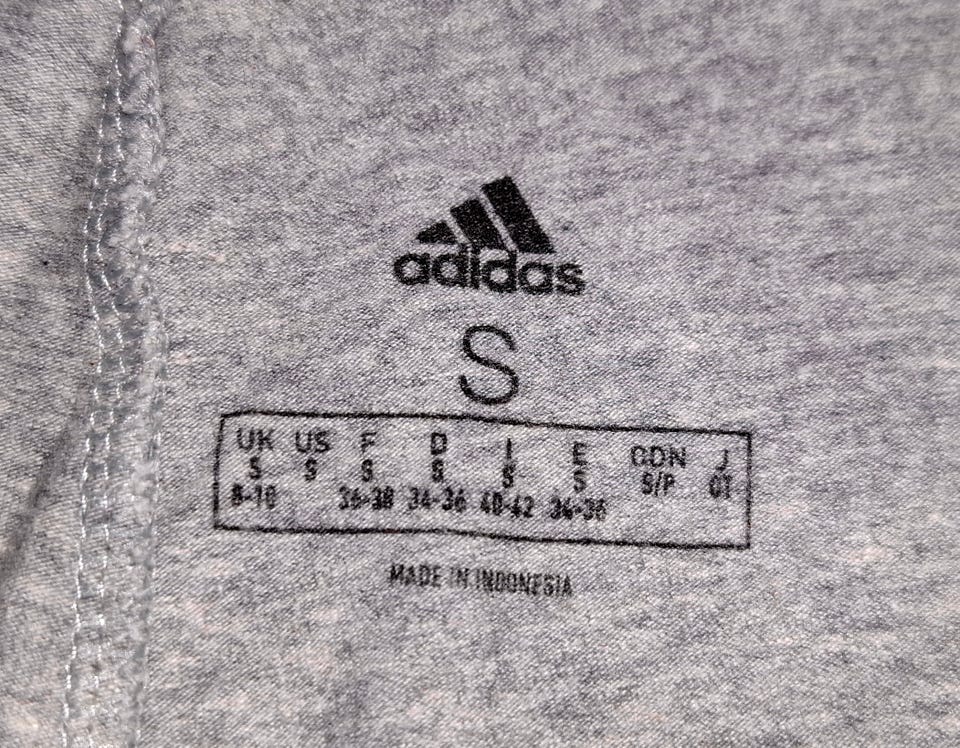 adidas
S
UK US F D I E CDN J
S S S S S S S/P OT
8-10 36-38 34-36 40-42 34-36
MADE IN INDONESIA